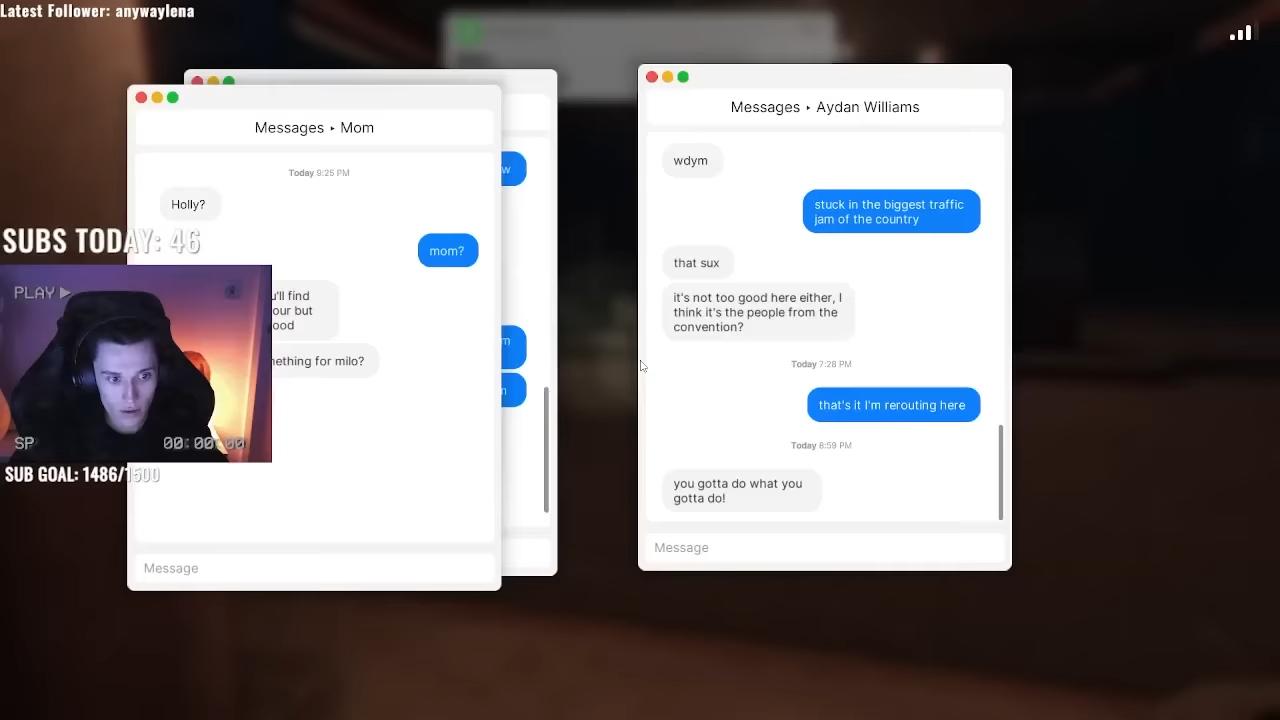 Latest Follower: anywaylena
Messages ▸ Mom
Today 9:25 PM
Holly?
mom?
u'll find
our but
ood
nething for milo?
Message
w
m
n
SUBS TODAY: 46
PLAY ▶
SP 00:00:00
SUB GOAL: 1486/1500
Messages ▸ Aydan Williams
wdym
stuck in the biggest traffic
jam of the country
that sux
it's not too good here either, I
think it's the people from the
convention?
Today 7:28 PM
that's it I'm rerouting here
Today 8:59 PM
you gotta do what you
gotta do!
Message